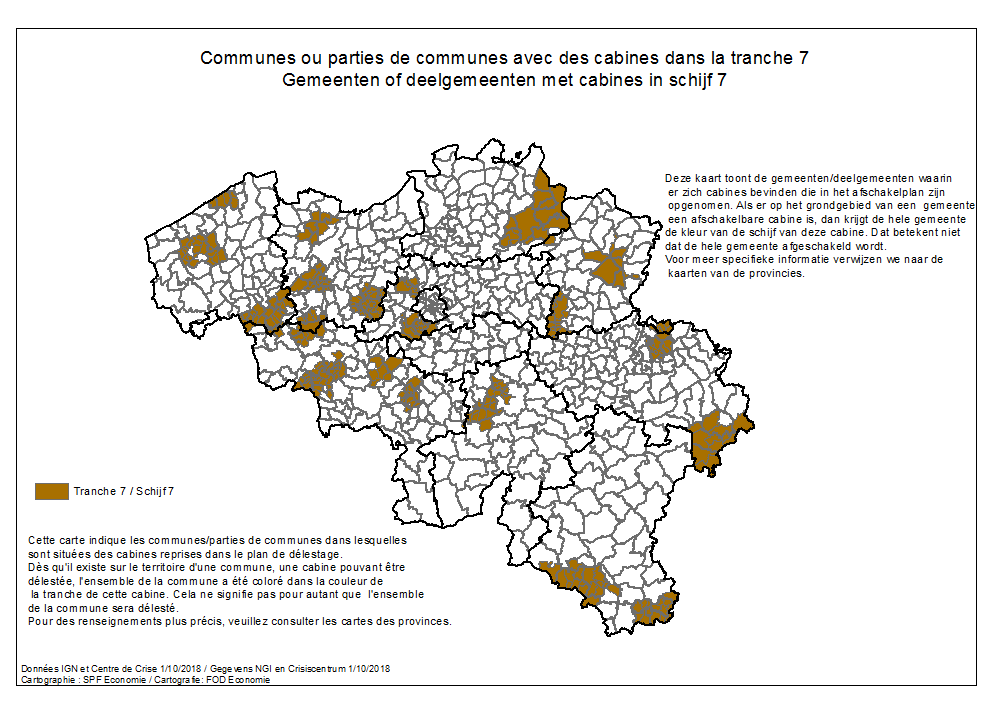 Communes ou parties de communes avec des cabines dans la tranche 7
Gemeenten of deelgemeenten met cabines in schijf 7
Deze kaart toont de gemeenten/deelgemeenten waarin
er zich cabines bevinden die in het afschakelplan zijn
opgenomen. Als er op het grondgebied van een gemeente
een afschakelbare cabine is, dan krijgt de hele gemeente
de kleur van de schijf van deze cabine. Dat betekent niet
dat de hele gemeente afgeschakeld wordt.
Voor meer specifieke informatie verwijzen we naar de
kaarten van de provincies.
Tranche 7 / Schijf 7
Cette carte indique les communes/parties de communes dans lesquelles
sont situées des cabines reprises dans le plan de délestage.
Dès qu'il existe sur le territoire d'une commune, une cabine pouvant être
délestée, l'ensemble de la commune a été coloré dans la couleur de
la tranche de cette cabine. Cela ne signifie pas pour autant que l'ensemble
de la commune sera délesté.
Pour des renseignements plus précis, veuillez consulter les cartes des provinces.
Données IGN et Centre de Crise 1/10/2018 / Gegevens NGI en Crisiscentrum 1/10/2018
Cartographie : SPF Economie / Cartografie: FOD Economie